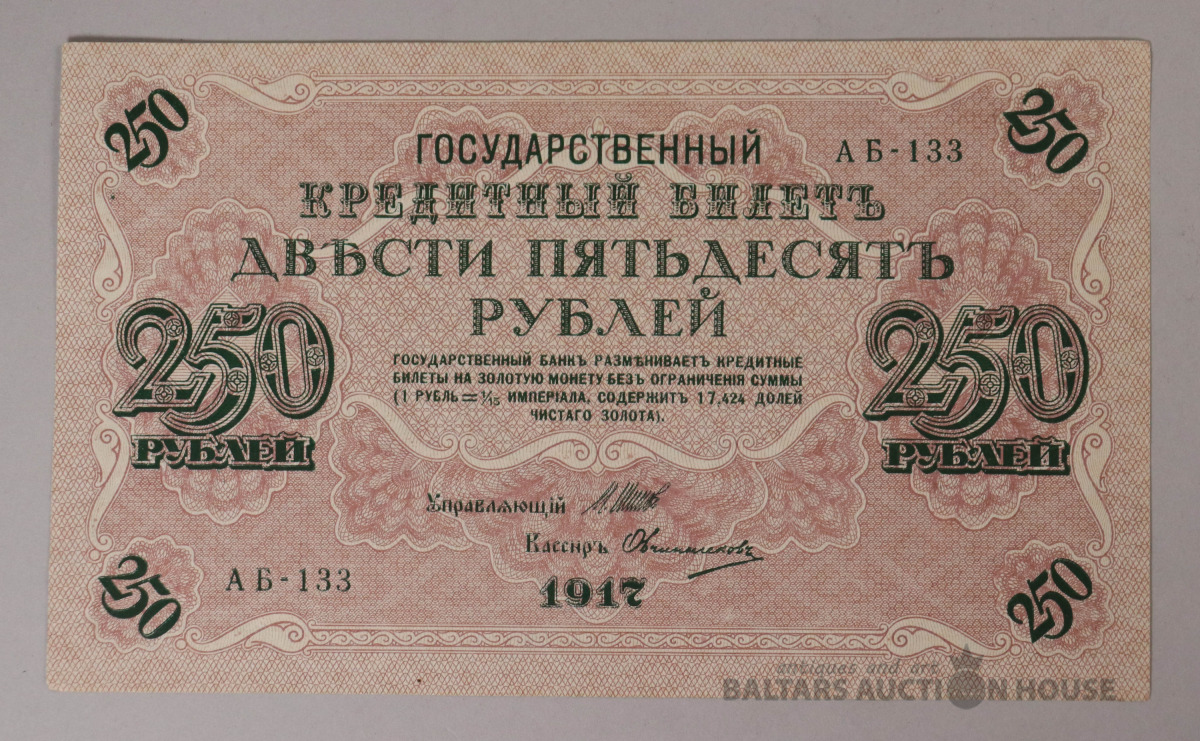 250
250
ГОСУДАРСТВЕННЫЙ
АБ-133
КРЕДИТНЫЙ БИЛЕТЪ
ДВѢСТИ ПЯТЬДЕСЯТЪ
РУБЛЕЙ
250
250
РУБЛЕЙ
РУБЛЕЙ
ГОСУДАРСТВЕННЫЙ БАНКЪ РАЗМѢНИВАЕТЪ КРЕДИТНЫЕ
БИЛЕТЫ НА ЗОЛОТУЮ МОНЕТУ БЕЗЪ ОГРАНИЧЕНІЯ СУММЫ
(1 РУБЛЬ = 1/15 ИМПЕРІАЛА, СОДЕРЖИТЪ 17,424 ДОЛЕЙ
ЧИСТАГО ЗОЛОТА).
Управляющій И. Шипов
Кассиръ Овчинниковъ
250
АБ-133
1917
250
antiques and art
BALTARS AUCTION HOUSE